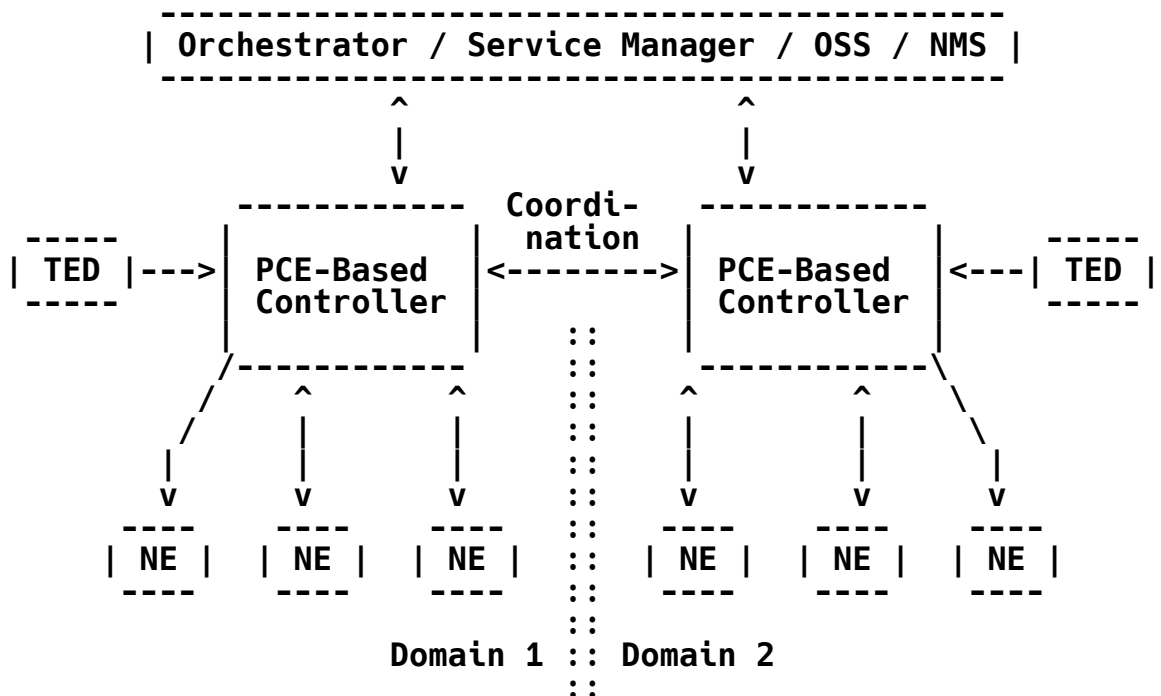 Orchestrator / Service Manager / OSS / NMS
Coordi-
nation
TED PCE-Based PCE-Based TED
Controller Controller
NE NE NE NE NE NE
Domain 1 :: Domain 2